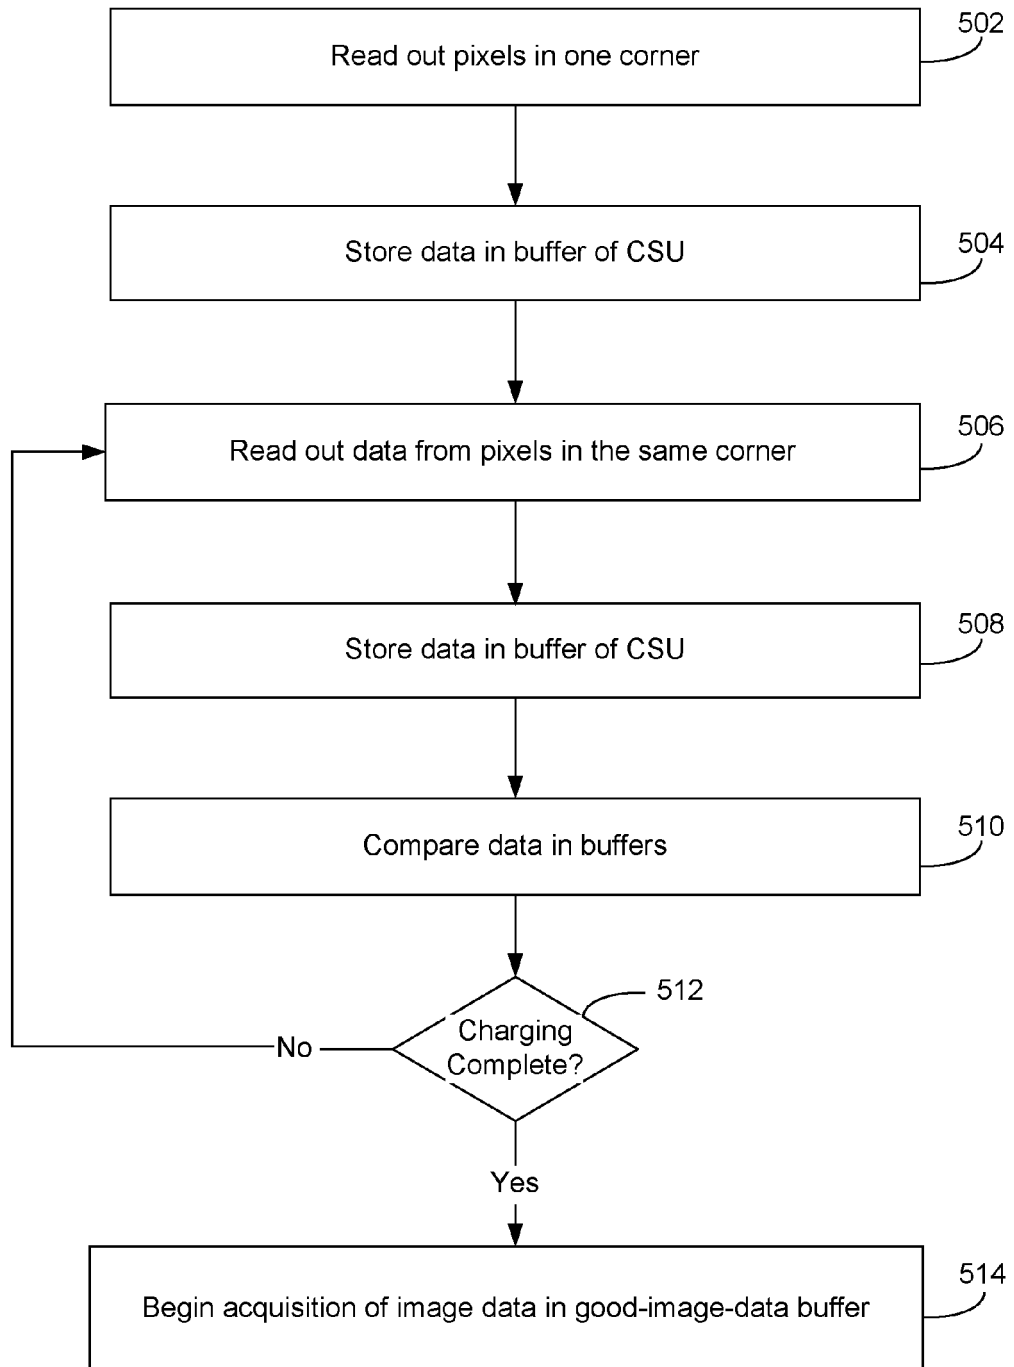 502
Read out pixels in one corner
504
Store data in buffer of CSU
506
Read out data from pixels in the same corner
508
Store data in buffer of CSU
510
Compare data in buffers
512
Charging
Complete?
No
Yes
514
Begin acquisition of image data in good-image-data buffer